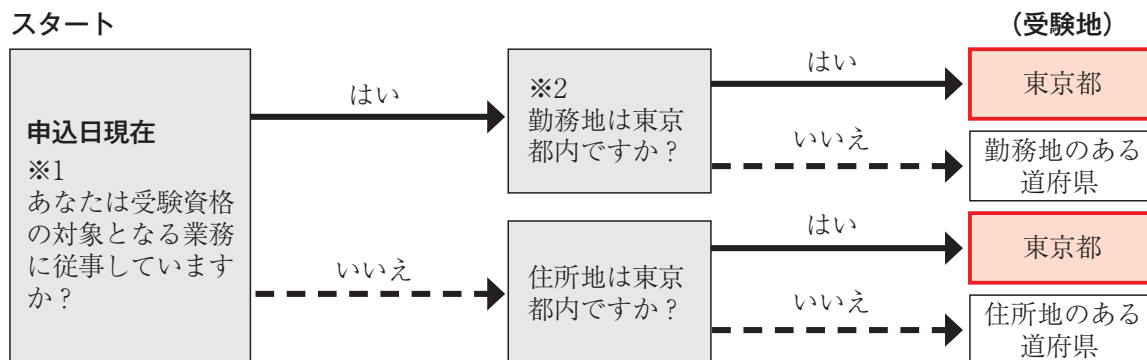 スタート
（受験地）
申込日現在
※1
あなたは受験資格
の対象となる業務
に従事しています
か？
はい
※2
勤務地は東京
都内ですか？
はい
東京都
いいえ
勤務地のある
道府県
いいえ
住所地は東京
都内ですか？
はい
東京都
いいえ
住所地のある
道府県